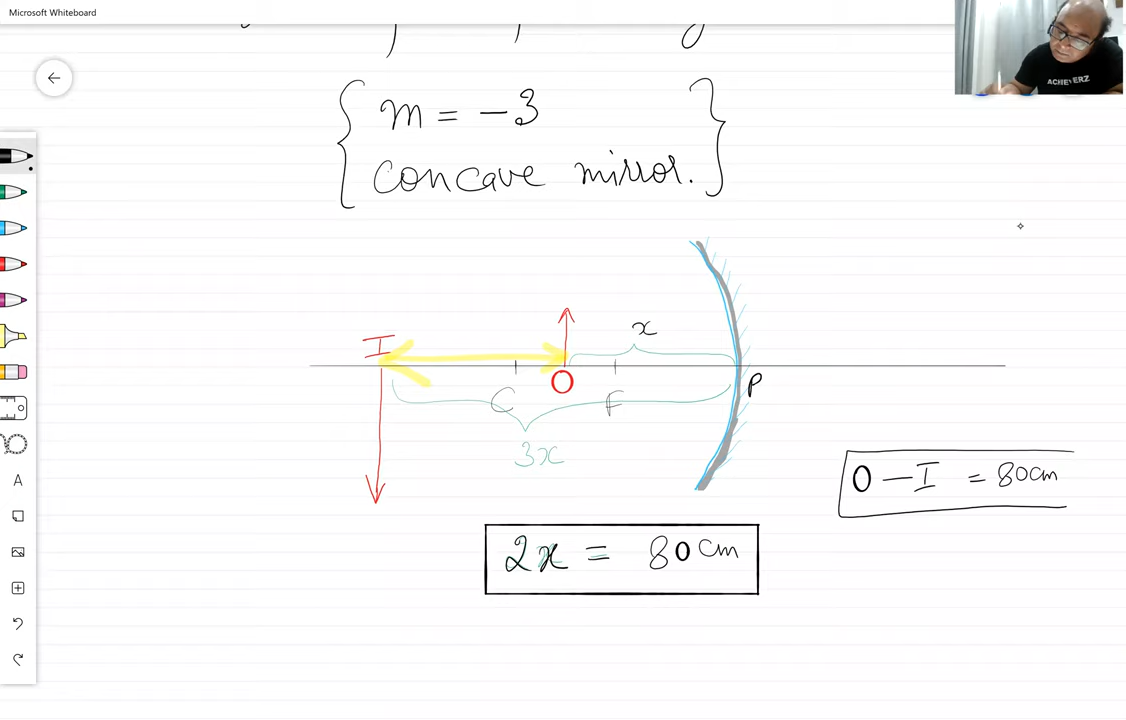 Microsoft Whiteboard
ACHIEVERZ
m = -3
concave mirror.
x
I
O
P
C
F
3x
O - I = 80cm
2x = 80 cm
A